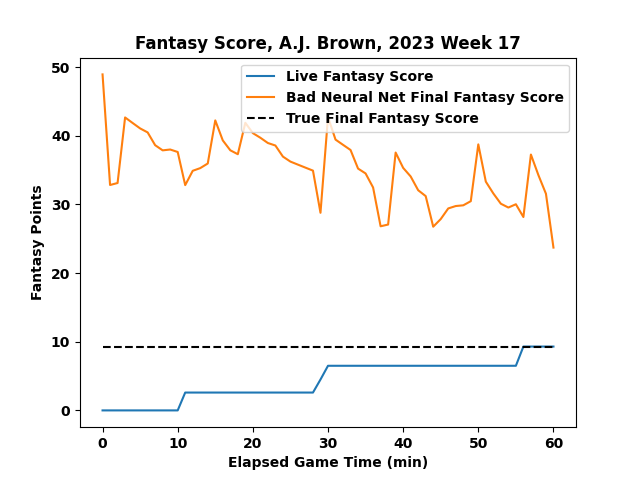 Fantasy Score, A.J. Brown, 2023 Week 17
Live Fantasy Score
Bad Neural Net Final Fantasy Score
True Final Fantasy Score
Fantasy Points
50
40
30
20
10
0
0 10 20 30 40 50 60
Elapsed Game Time (min)